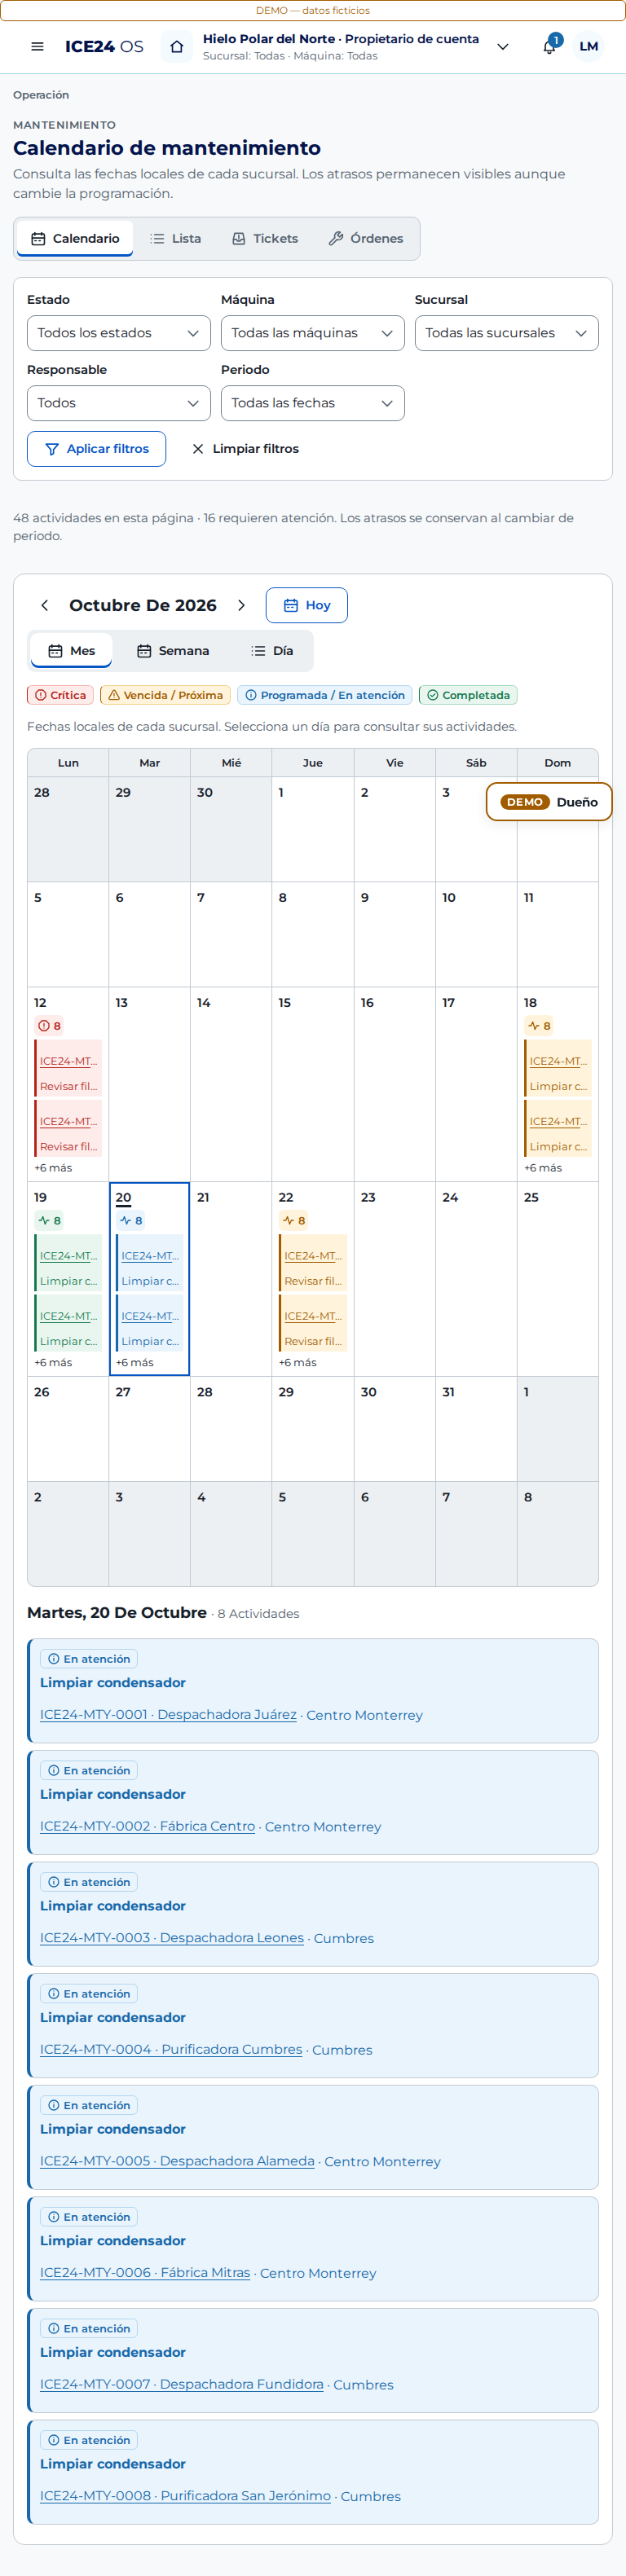 DEMO — datos ficticios
ICE24 OS
Hielo Polar del Norte · Propietario de cuenta
Sucursal: Todas · Máquina: Todas
1
LM
Operación
MANTENIMIENTO
Calendario de mantenimiento
Consulta las fechas locales de cada sucursal. Los atrasos permanecen visibles aunque
cambie la programación.
Calendario Lista Tickets Órdenes
Estado Máquina Sucursal
Todos los estados Todas las máquinas Todas las sucursales
Responsable Periodo
Todos Todas las fechas
Aplicar filtros Limpiar filtros
48 actividades en esta página · 16 requieren atención. Los atrasos se conservan al cambiar de
periodo.
Octubre De 2026 Hoy
Mes Semana Día
Crítica Vencida / Próxima Programada / En atención Completada
Fechas locales de cada sucursal. Selecciona un día para consultar sus actividades.
Lun Mar Mié Jue Vie Sáb Dom
28 29 30 1 2 3
DEMO Dueño
5 6 7 8 9 10 11
12 13 14 15 16 17 18
8 8
ICE24-MT... ICE24-MT...
Revisar fil... Limpiar c...
ICE24-MT... ICE24-MT...
Revisar fil... Limpiar c...
+6 más +6 más
19 20 21 22 23 24 25
8 8 8
ICE24-MT... ICE24-MT... ICE24-MT...
Limpiar c... Limpiar c... Revisar fil...
ICE24-MT... ICE24-MT... ICE24-MT...
Limpiar c... Limpiar c... Revisar fil...
+6 más +6 más +6 más
26 27 28 29 30 31 1
2 3 4 5 6 7 8
Martes, 20 De Octubre · 8 Actividades
En atención
Limpiar condensador
ICE24-MTY-0001 · Despachadora Juárez · Centro Monterrey
En atención
Limpiar condensador
ICE24-MTY-0002 · Fábrica Centro · Centro Monterrey
En atención
Limpiar condensador
ICE24-MTY-0003 · Despachadora Leones · Cumbres
En atención
Limpiar condensador
ICE24-MTY-0004 · Purificadora Cumbres · Cumbres
En atención
Limpiar condensador
ICE24-MTY-0005 · Despachadora Alameda · Centro Monterrey
En atención
Limpiar condensador
ICE24-MTY-0006 · Fábrica Mitras · Centro Monterrey
En atención
Limpiar condensador
ICE24-MTY-0007 · Despachadora Fundidora · Cumbres
En atención
Limpiar condensador
ICE24-MTY-0008 · Purificadora San Jerónimo · Cumbres